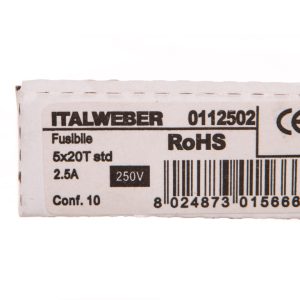 ITALWEBER 0112502
Fusibile RoHS
5x20T std
2.5A 250V
Conf. 10 8 024873 015666